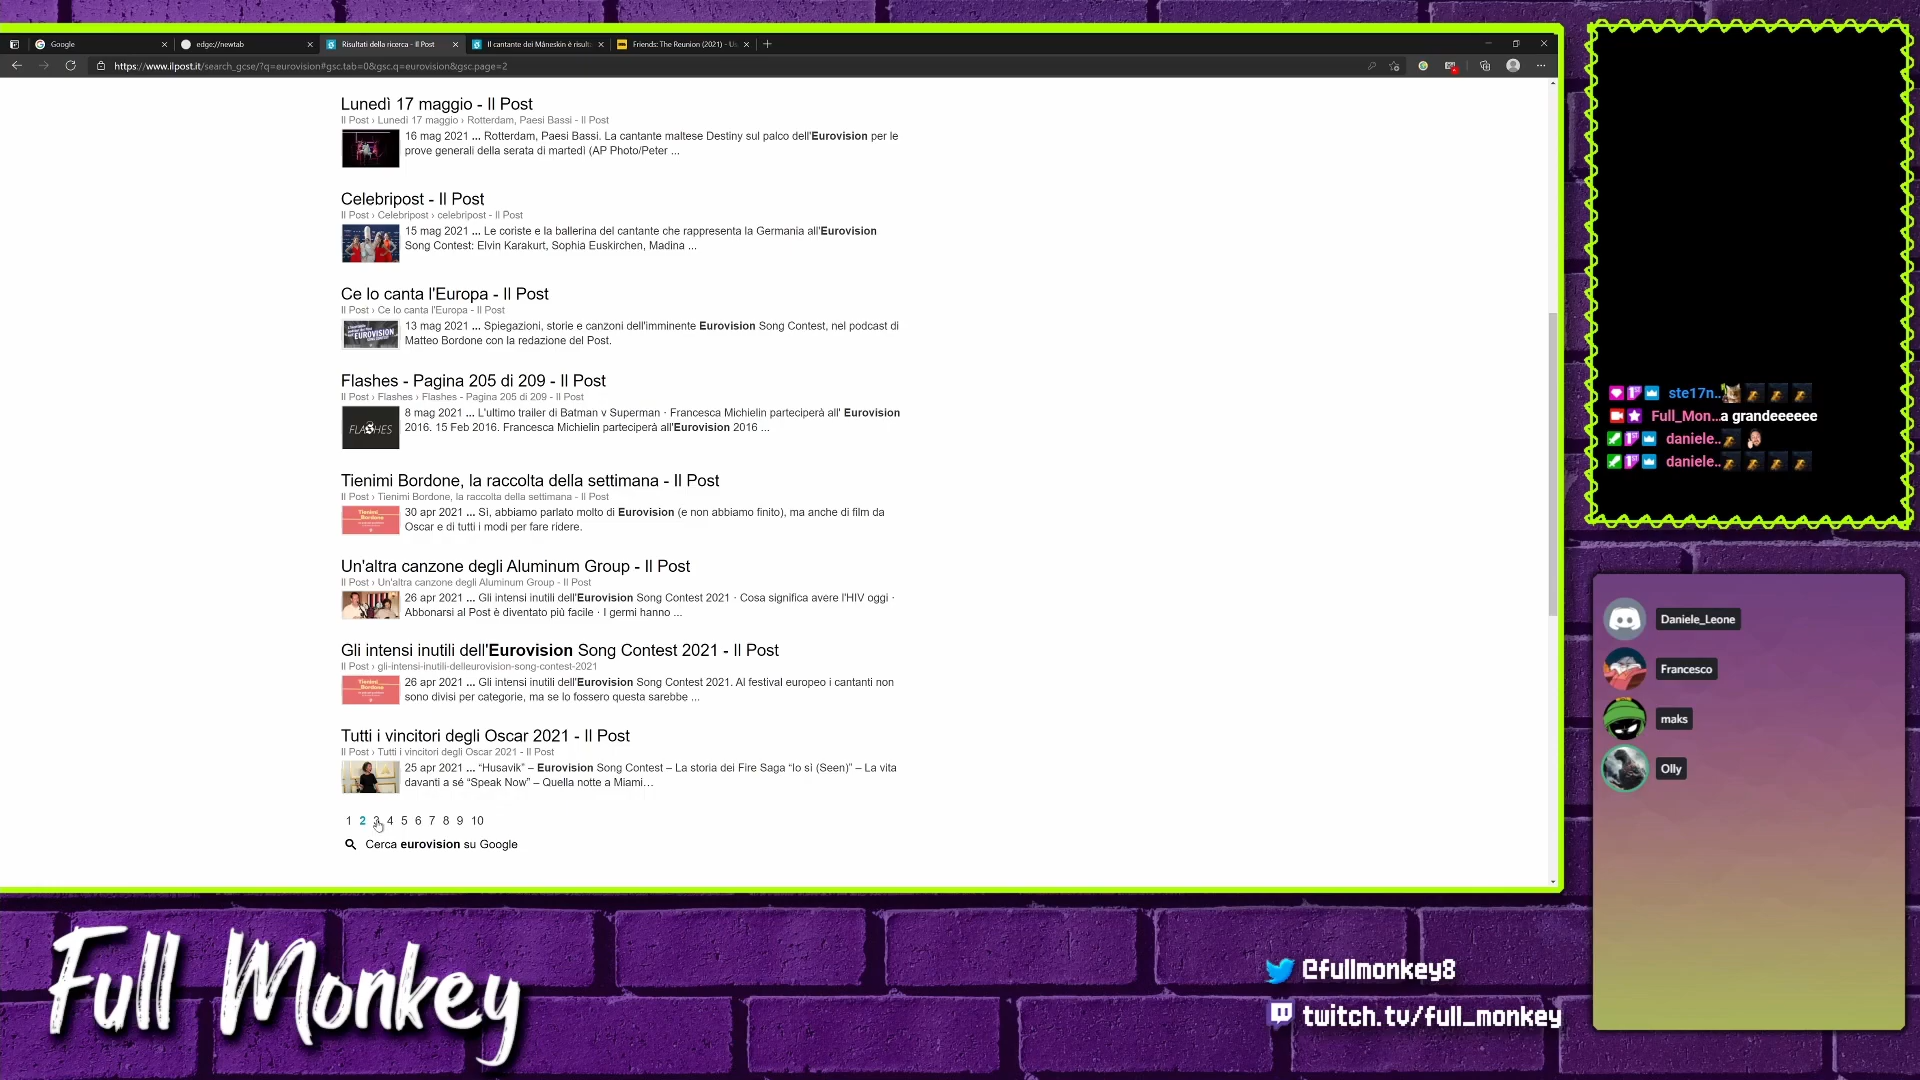 Google
edge://newtab
Risultati della ricerca - Il Post
Il cantante dei Måneskin è risult
Friends: The Reunion (2021) - Us
https://www.ilpost.it/search_gcse/?q=eurovision#gsc.tab=0&gsc.q=eurovision&gsc.page=2
Lunedì 17 maggio - Il Post
Il Post › Lunedì 17 maggio › Rotterdam, Paesi Bassi - Il Post
16 mag 2021 ... Rotterdam, Paesi Bassi. La cantante maltese Destiny sul palco dell'Eurovision per le
prove generali della serata di martedì (AP Photo/Peter ...
Celebripost - Il Post
Il Post › Celebripost › celebripost - Il Post
15 mag 2021 ... Le coriste e la ballerina del cantante che rappresenta la Germania all'Eurovision
Song Contest: Elvin Karakurt, Sophia Euskirchen, Madina ...
Ce lo canta l'Europa - Il Post
Il Post › Ce lo canta l'Europa - Il Post
EUROVISION
13 mag 2021 ... Spiegazioni, storie e canzoni dell'imminente Eurovision Song Contest, nel podcast di
Matteo Bordone con la redazione del Post.
Flashes - Pagina 205 di 209 - Il Post
Il Post › Flashes › Flashes - Pagina 205 di 209 - Il Post
FLASHES
8 mag 2021 ... L'ultimo trailer di Batman v Superman · Francesca Michielin parteciperà all' Eurovision
2016. 15 Feb 2016. Francesca Michielin parteciperà all'Eurovision 2016 ...
Tienimi Bordone, la raccolta della settimana - Il Post
Il Post › Tienimi Bordone, la raccolta della settimana - Il Post
Tienimi
Bordone
30 apr 2021 ... Sì, abbiamo parlato molto di Eurovision (e non abbiamo finito), ma anche di film da
Oscar e di tutti i modi per fare ridere.
Un'altra canzone degli Aluminum Group - Il Post
Il Post › Un'altra canzone degli Aluminum Group - Il Post
26 apr 2021 ... Gli intensi inutili dell'Eurovision Song Contest 2021 · Cosa significa avere l'HIV oggi ·
Abbonarsi al Post è diventato più facile · I germi hanno ...
Gli intensi inutili dell'Eurovision Song Contest 2021 - Il Post
Il Post › gli-intensi-inutili-delleurovision-song-contest-2021
Tienimi
Bordone
26 apr 2021 ... Gli intensi inutili dell'Eurovision Song Contest 2021. Al festival europeo i cantanti non
sono divisi per categorie, ma se lo fossero questa sarebbe ...
Tutti i vincitori degli Oscar 2021 - Il Post
Il Post › Tutti i vincitori degli Oscar 2021 - Il Post
25 apr 2021 ... “Husavik” – Eurovision Song Contest – La storia dei Fire Saga “Io sì (Seen)” – La vita
davanti a sé “Speak Now” – Quella notte a Miami…
1 2 3 4 5 6 7 8 9 10
Cerca eurovision su Google
ste17n..
Full_Mon..a grandeeeeee
daniele..
daniele..
Daniele_Leone
Francesco
maks
Olly
Full Monkey
@fullmonkey8
twitch.tv/full_monkey